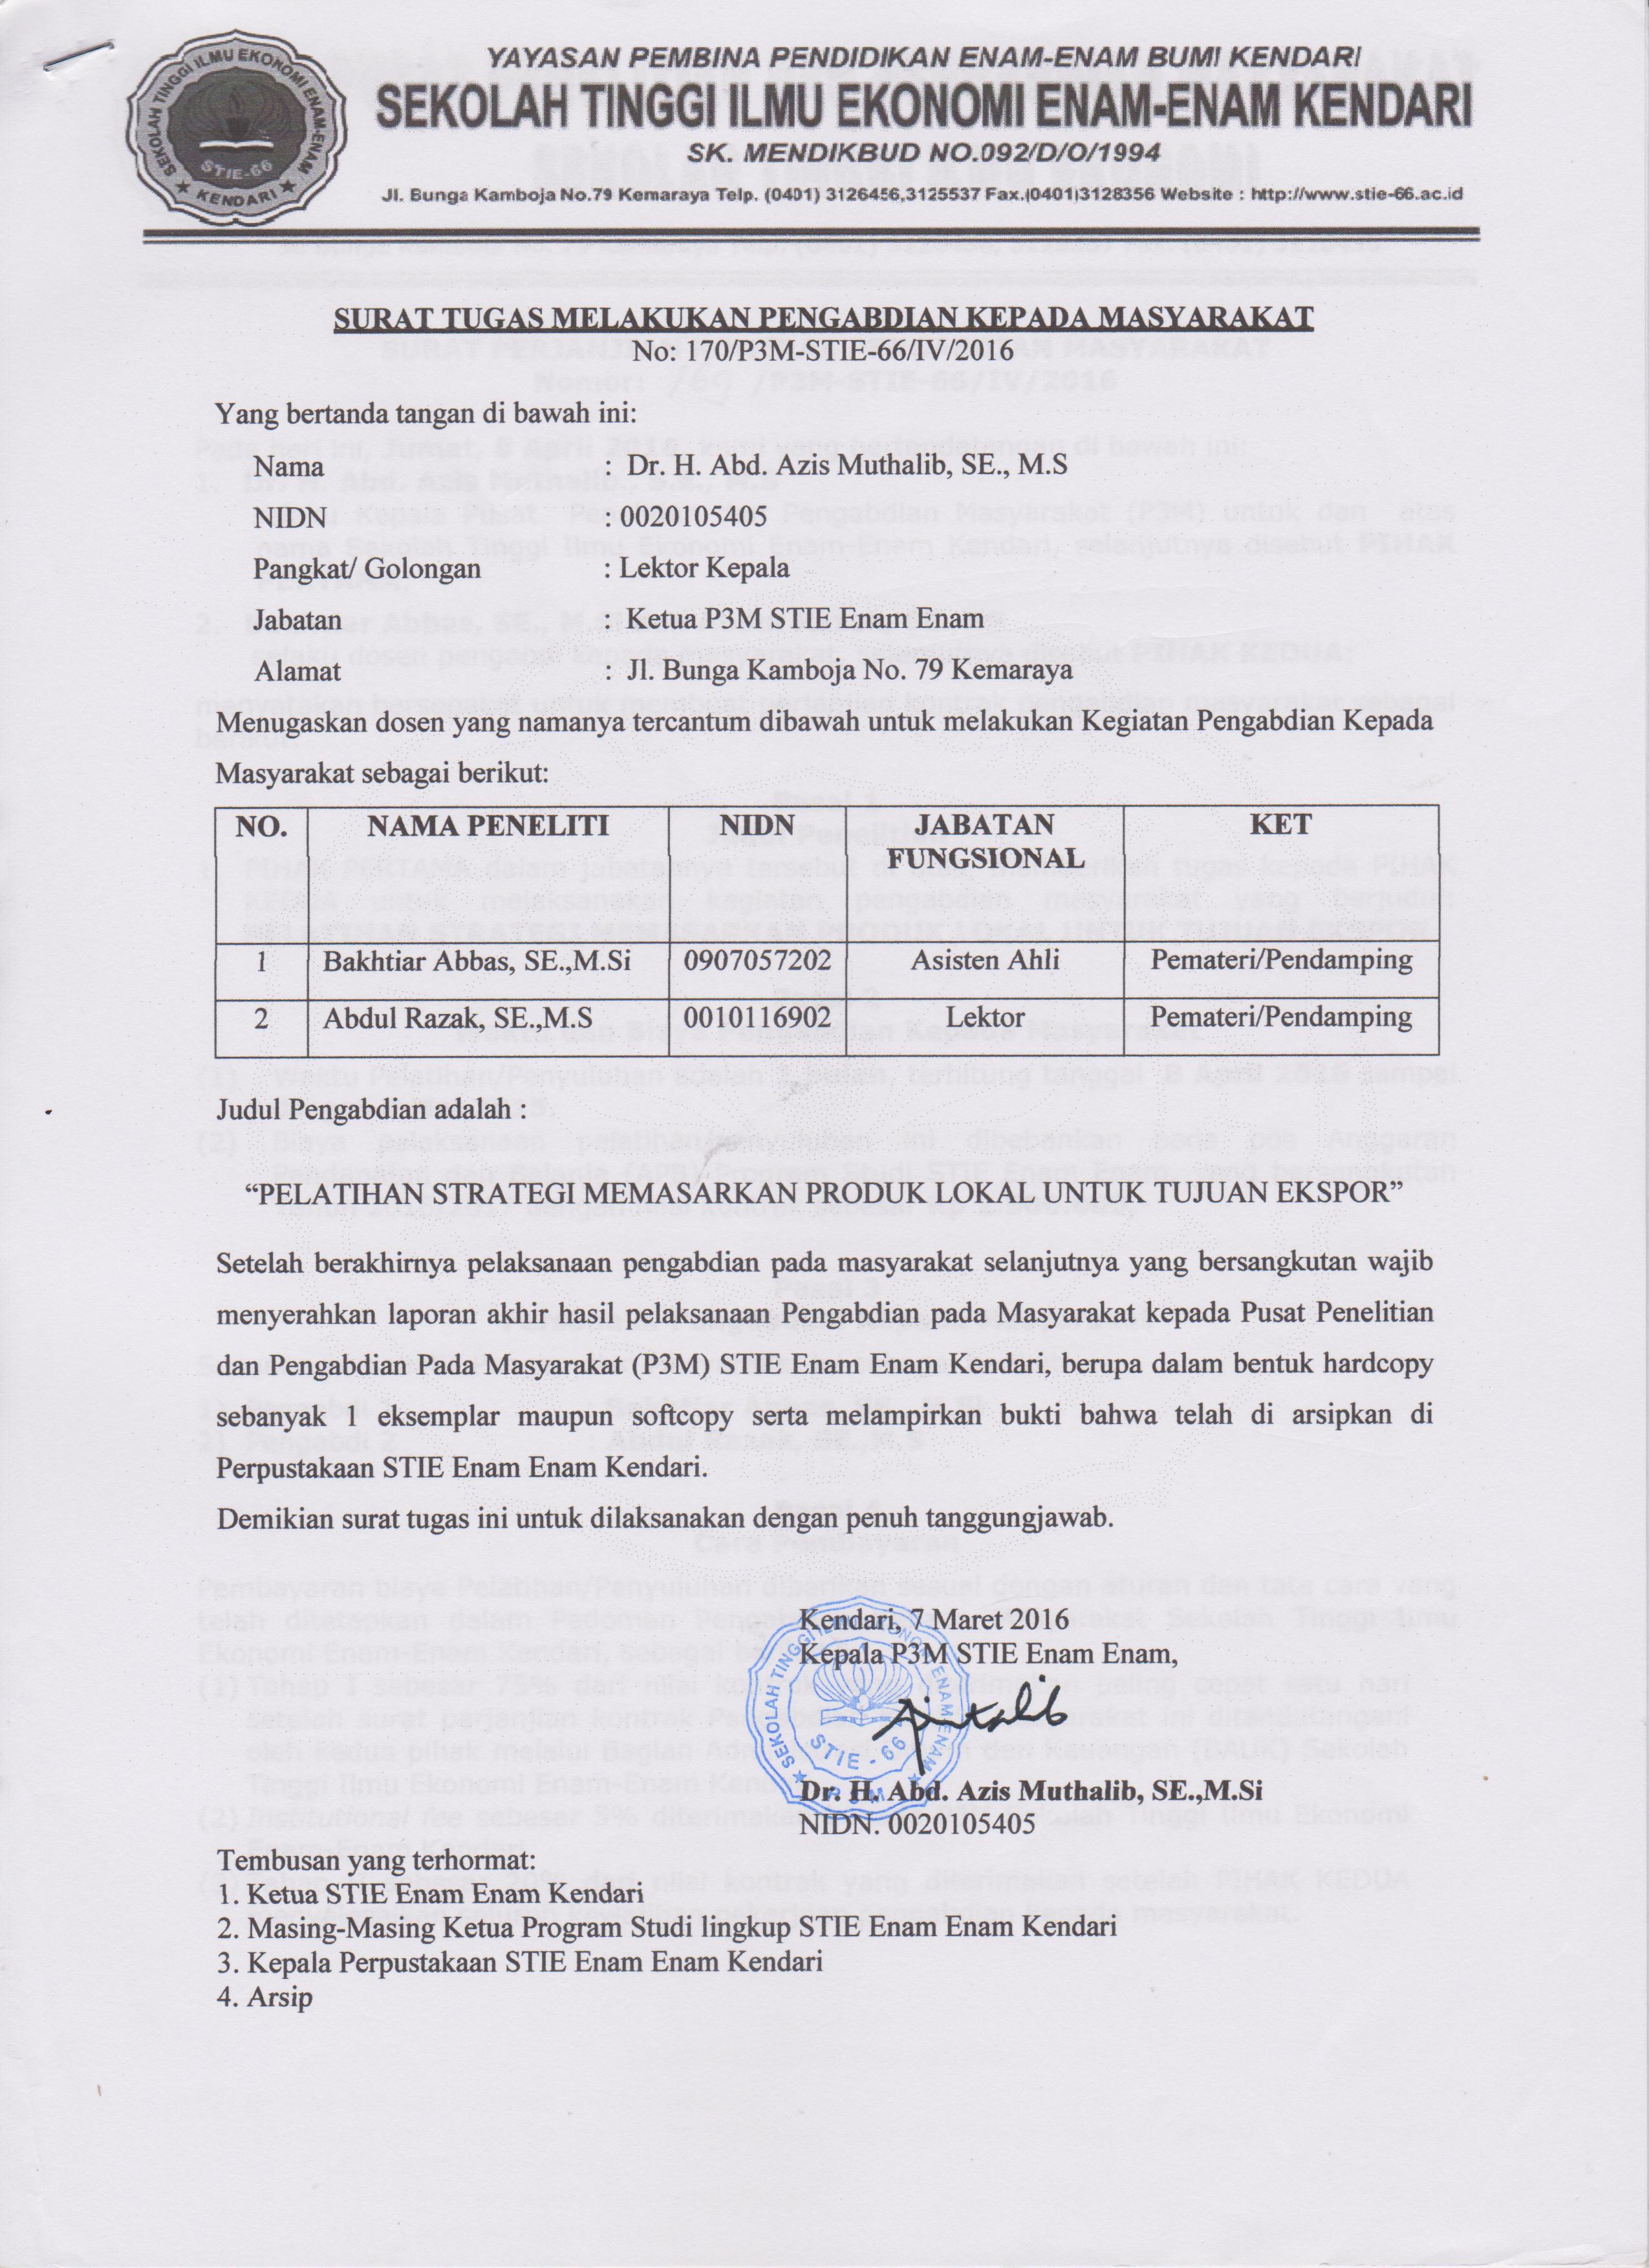 SEKOLAH TINGGI ILMU EKONOMI ENAM-ENAM
STIE-66
KENDARI
YAYASAN PEMBINA PENDIDIKAN ENAM-ENAM BUMI KENDARI
SEKOLAH TINGGI ILMU EKONOMI ENAM-ENAM KENDARI
SK. MENDIKBUD NO.092/D/O/1994
Jl. Bunga Kamboja No.79 Kemaraya Telp. (0401) 3126456,3125537 Fax.(0401)3128356 Website : http://www.stie-66.ac.id
SURAT TUGAS MELAKUKAN PENGABDIAN KEPADA MASYARAKAT
No: 170/P3M-STIE-66/IV/2016
Yang bertanda tangan di bawah ini:
Nama : Dr. H. Abd. Azis Muthalib, SE., M.S
NIDN : 0020105405
Pangkat/ Golongan : Lektor Kepala
Jabatan : Ketua P3M STIE Enam Enam
Alamat : Jl. Bunga Kamboja No. 79 Kemaraya
Menugaskan dosen yang namanya tercantum dibawah untuk melakukan Kegiatan Pengabdian Kepada
Masyarakat sebagai berikut:
NO. NAMA PENELITI NIDN JABATAN KET
FUNGSIONAL
1 Bakhtiar Abbas, SE.,M.Si 0907057202 Asisten Ahli Pemateri/Pendamping
2 Abdul Razak, SE.,M.S 0010116902 Lektor Pemateri/Pendamping
Judul Pengabdian adalah :
“PELATIHAN STRATEGI MEMASARKAN PRODUK LOKAL UNTUK TUJUAN EKSPOR”
Setelah berakhirnya pelaksanaan pengabdian pada masyarakat selanjutnya yang bersangkutan wajib
menyerahkan laporan akhir hasil pelaksanaan Pengabdian pada Masyarakat kepada Pusat Penelitian
dan Pengabdian Pada Masyarakat (P3M) STIE Enam Enam Kendari, berupa dalam bentuk hardcopy
sebanyak 1 eksemplar maupun softcopy serta melampirkan bukti bahwa telah di arsipkan di
Perpustakaan STIE Enam Enam Kendari.
Demikian surat tugas ini untuk dilaksanakan dengan penuh tanggungjawab.
Kendari, 7 Maret 2016
Kepala P3M STIE Enam Enam,
SEKOLAH TINGGI ILMU EKONOMI ENAM ENAM
STIE - 66
P 3 M
Dr. H. Abd. Azis Muthalib, SE.,M.Si
NIDN. 0020105405
Tembusan yang terhormat:
1. Ketua STIE Enam Enam Kendari
2. Masing-Masing Ketua Program Studi lingkup STIE Enam Enam Kendari
3. Kepala Perpustakaan STIE Enam Enam Kendari
4. Arsip